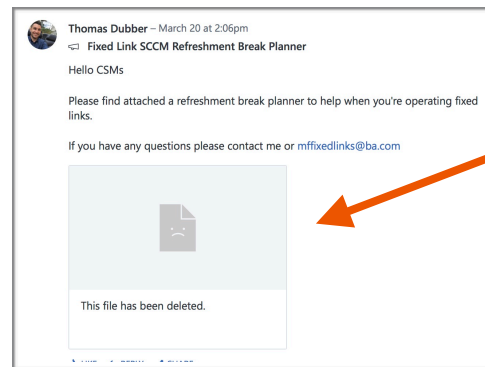 Thomas Dubber – March 20 at 2:06pm
Fixed Link SCCM Refreshment Break Planner
Hello CSMs
Please find attached a refreshment break planner to help when you're operating fixed
links.
If you have any questions please contact me or mffixedlinks@ba.com
This file has been deleted.